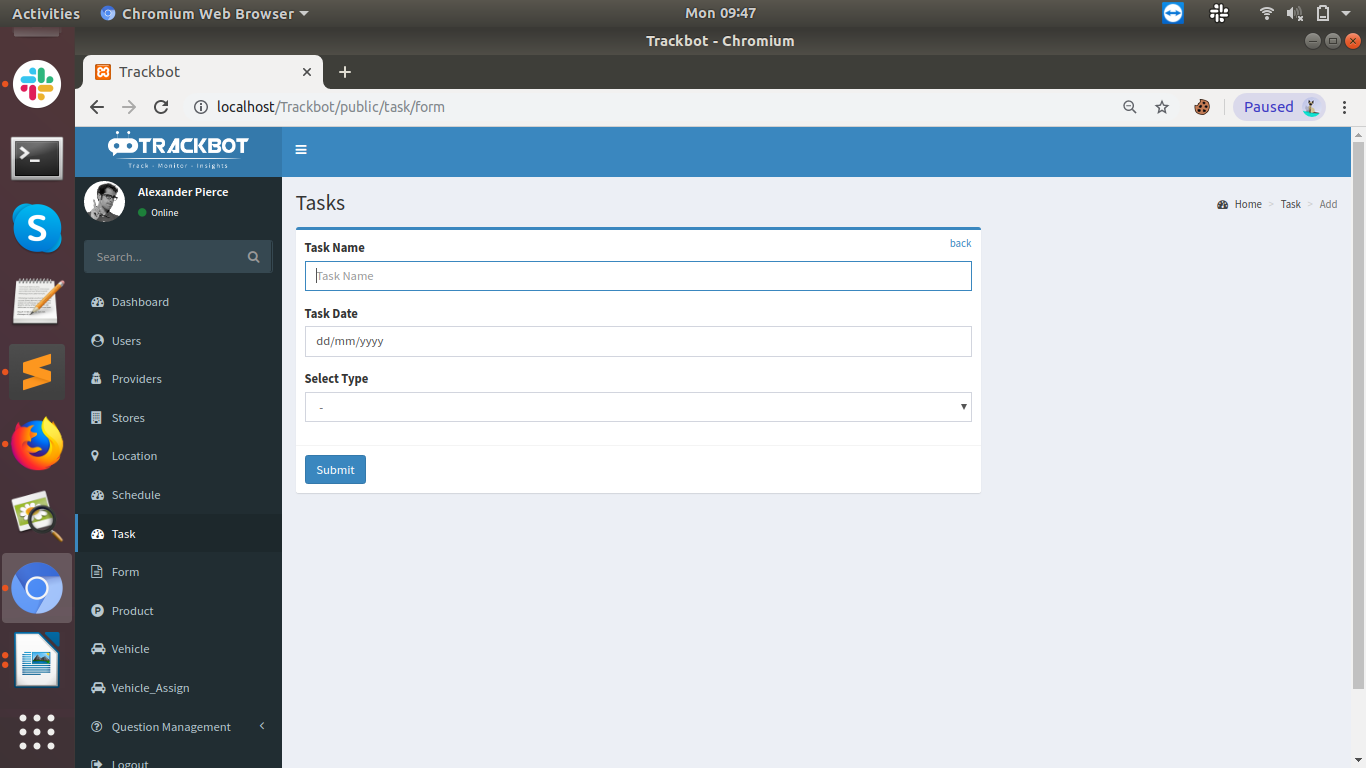 Activities
Chromium Web Browser
Mon 09:47
Trackbot - Chromium
Trackbot
localhost/Trackbot/public/task/form
Paused
TRACKBOT
Track - Monitor - Insights
Alexander Pierce
Online
Search...
Dashboard
Users
Providers
Stores
Location
Schedule
Task
Form
Product
Vehicle
Vehicle_Assign
Question Management
Logout
Tasks
Home > Task > Add
back
Task Name
Task Name
Task Date
dd/mm/yyyy
Select Type
-
Submit